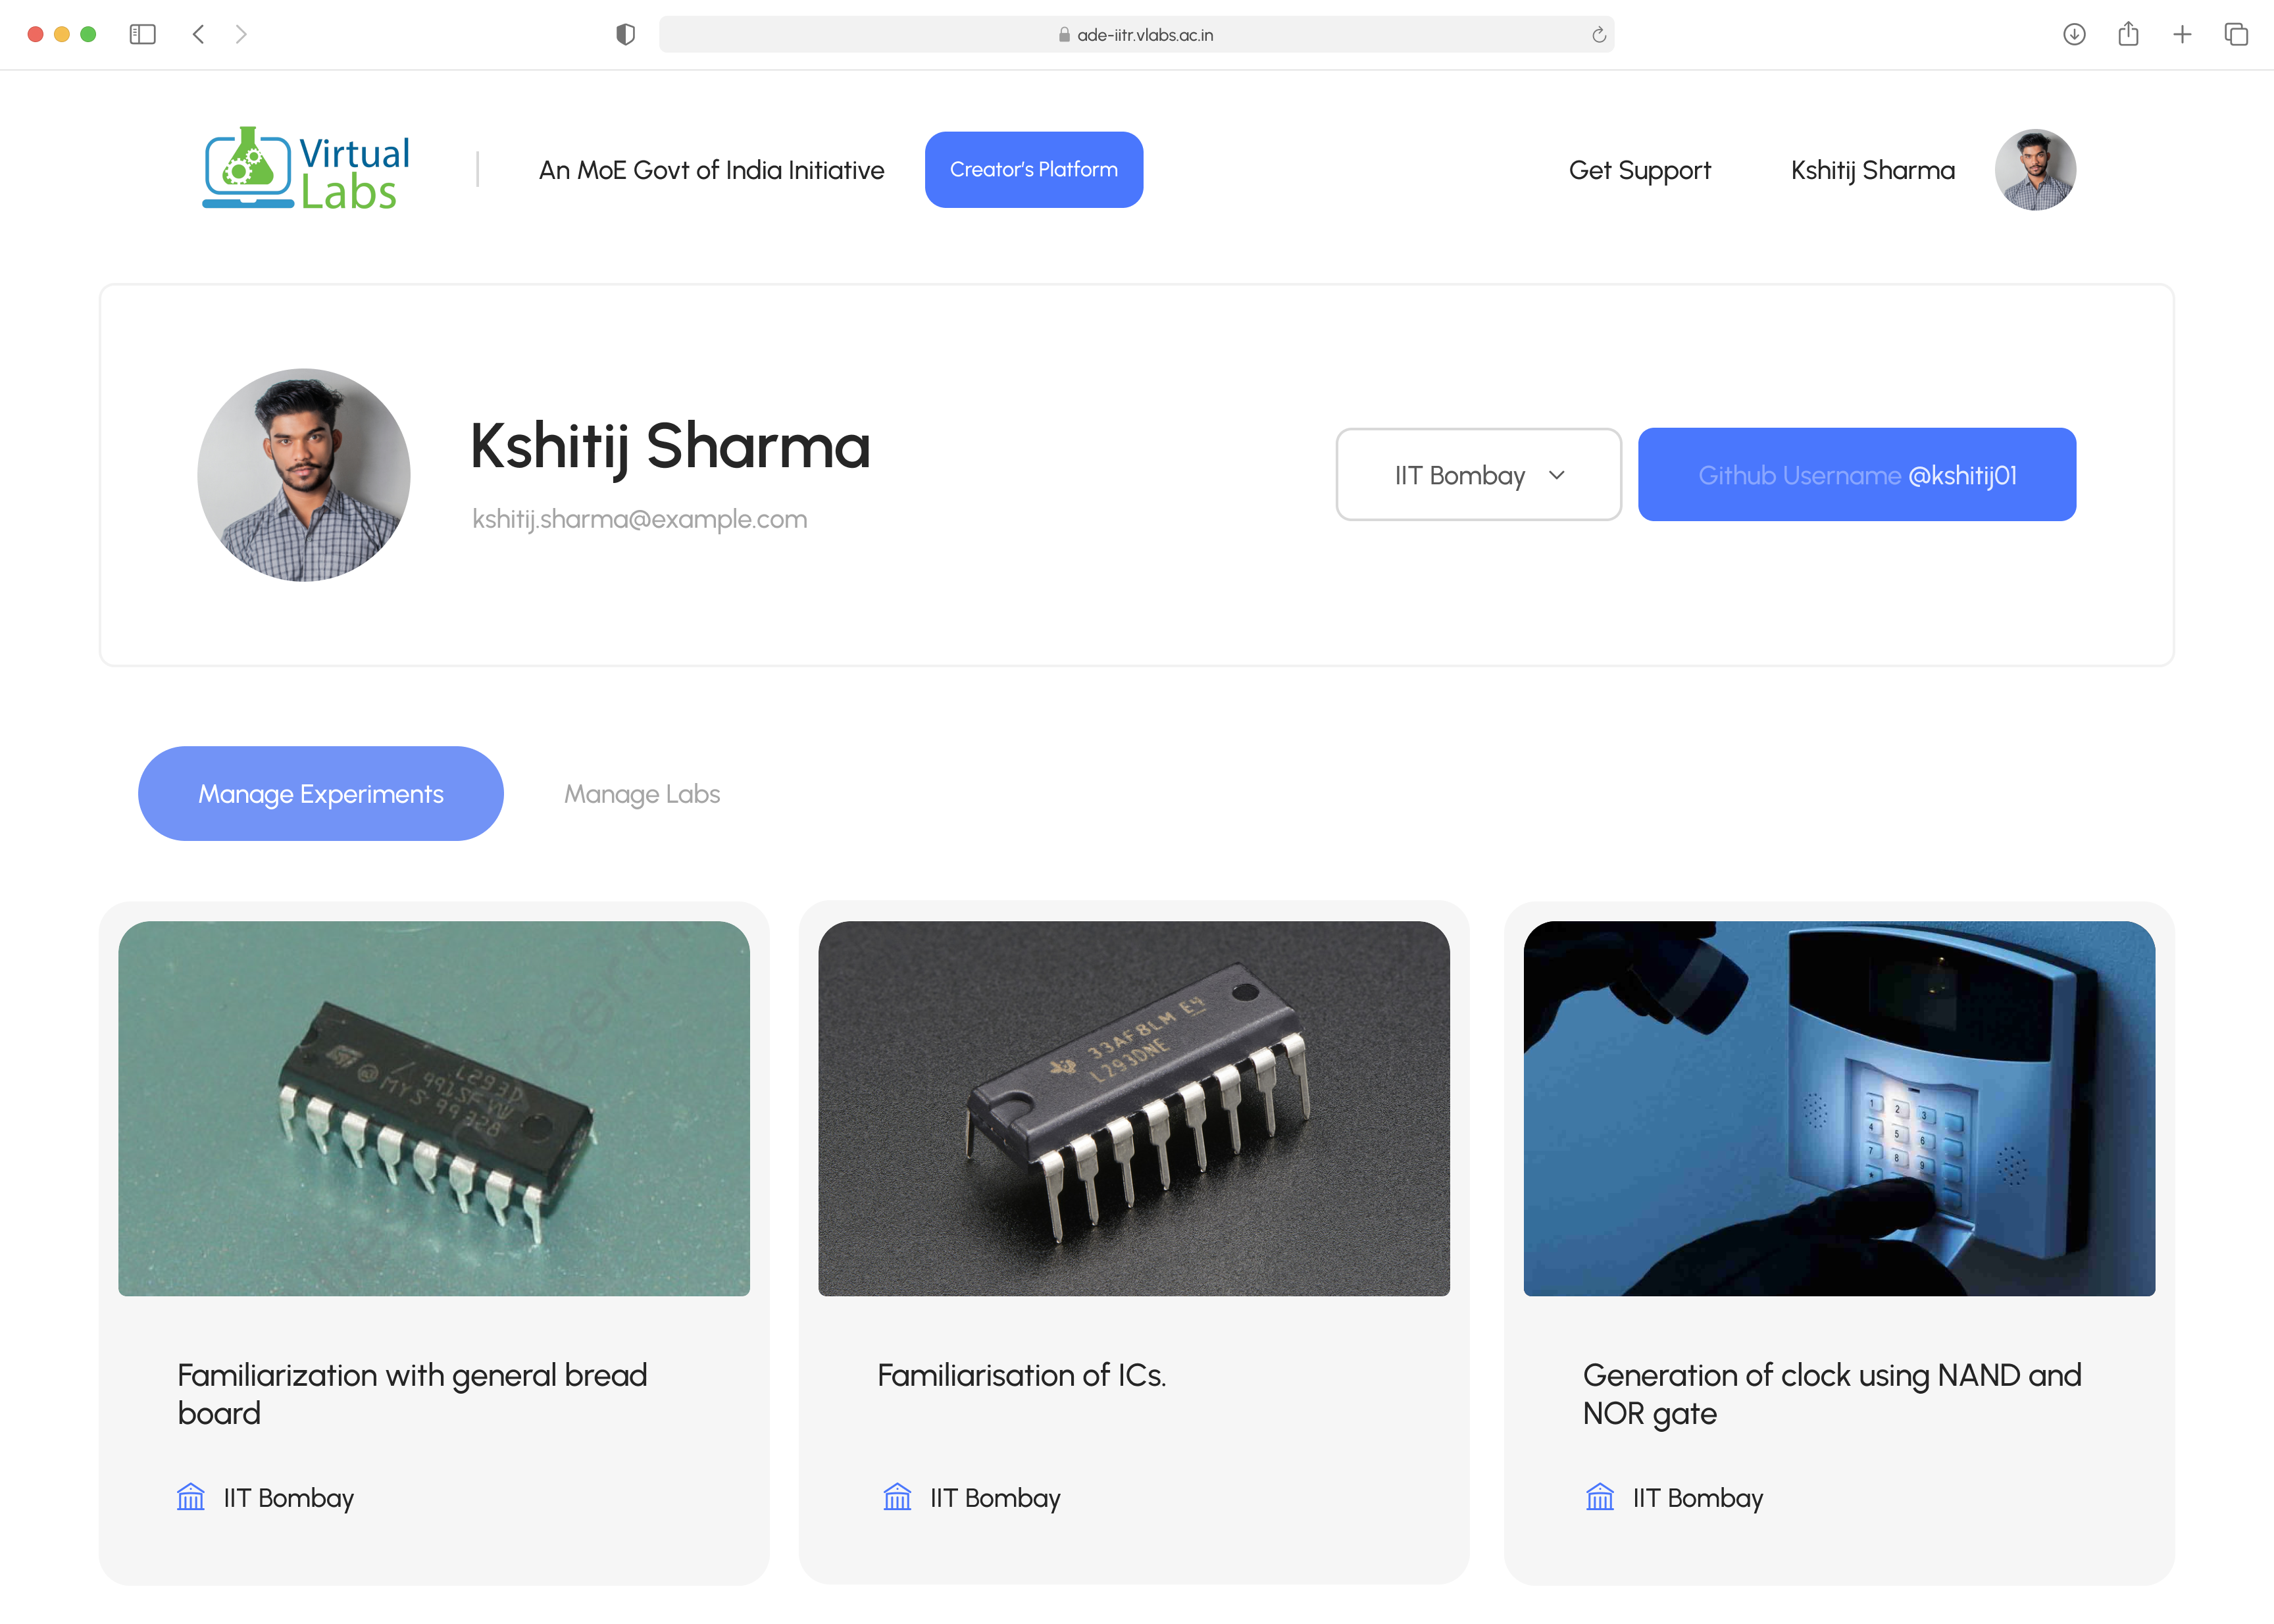 ade-iitr.vlabs.ac.in
Virtual
Labs
An MoE Govt of India Initiative
Creator's Platform
Get Support
Kshitij Sharma
Kshitij Sharma
kshitij.sharma@example.com
IIT Bombay
Github Username @kshitij01
Manage Experiments
Manage Labs
L293D
MYS 99 328
33AF8LM E4
L293DNE
1 2 3
4 5 6
7 8 9
*
Familiarization with general bread
board
IIT Bombay
Familiarisation of ICs.
IIT Bombay
Generation of clock using NAND and
NOR gate
IIT Bombay